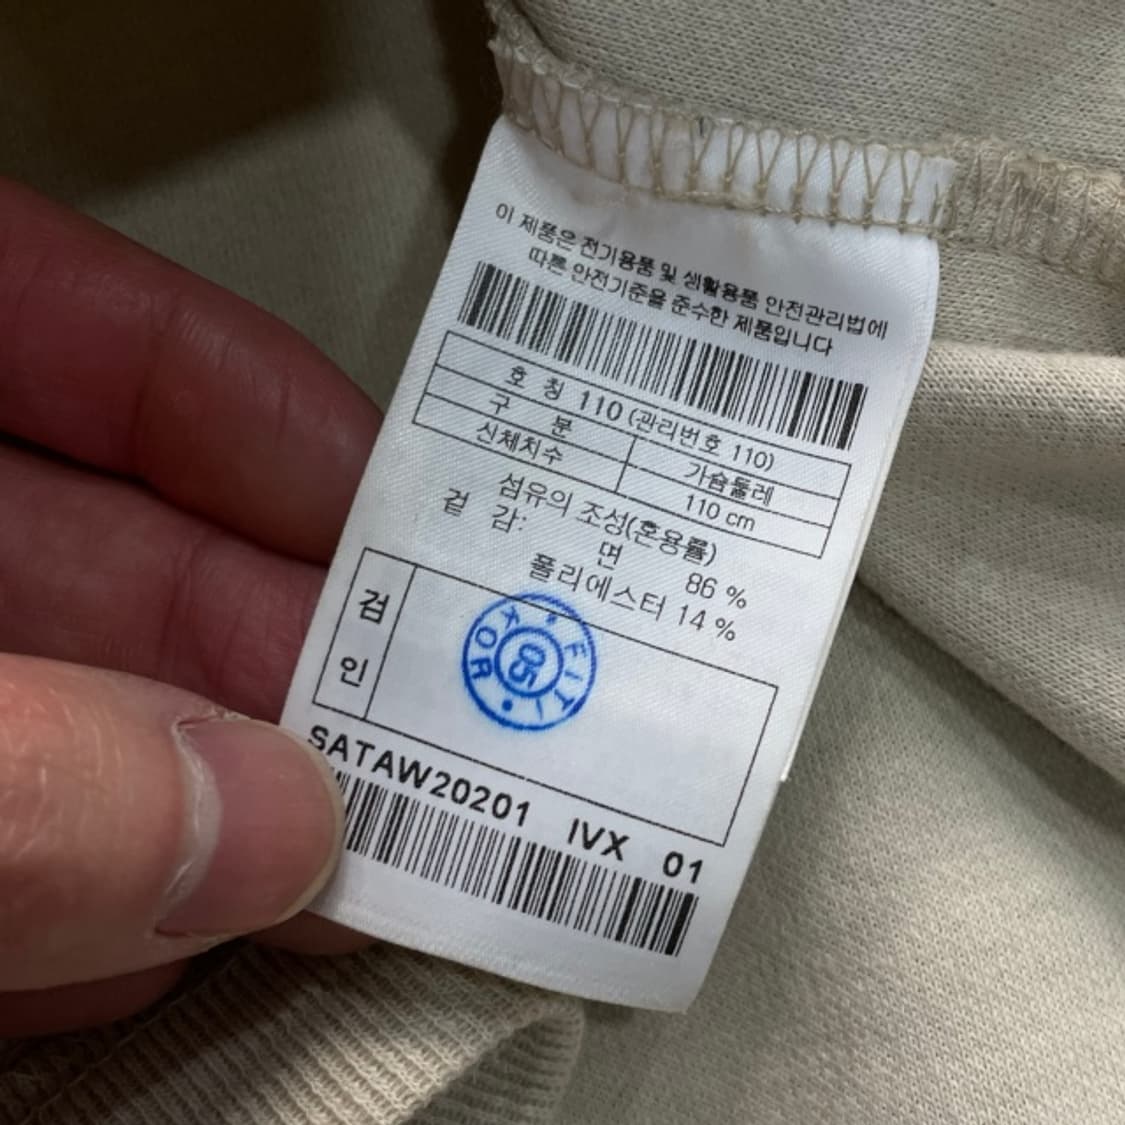 이 제품은 전기용품 및 생활용품 안전관리법에
따른 안전기준을 준수한 제품입니다
호 칭 110 (관리번호 110)
구 분 가슴둘레
신체치수 110 cm
섬유의 조성(혼용률)
겉 감:
면 86 %
폴리에스터 14 %
검인
FITI
05
KOR
SATAW20201 IVX 01